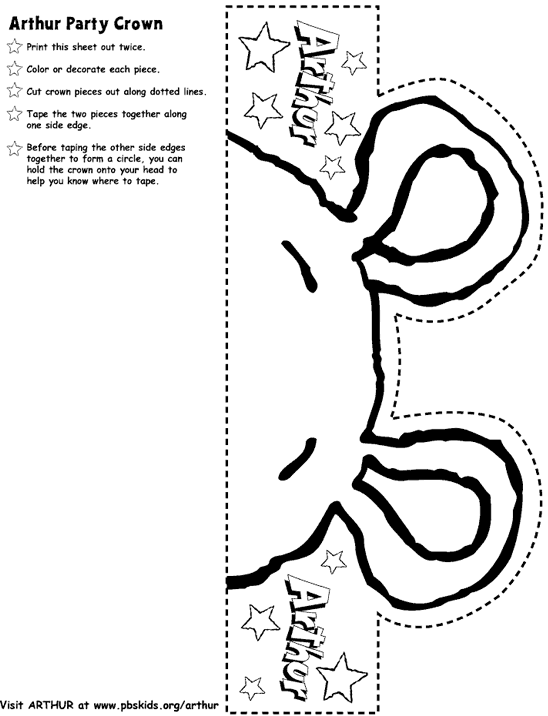 Arthur Party Crown
Print this sheet out twice.
Color or decorate each piece.
Cut crown pieces out along dotted lines.
Tape the two pieces together along
one side edge.
Before taping the other side edges
together to form a circle, you can
hold the crown onto your head to
help you know where to tape.
Arthur
Arthur
Visit ARTHUR at www.pbskids.org/arthur